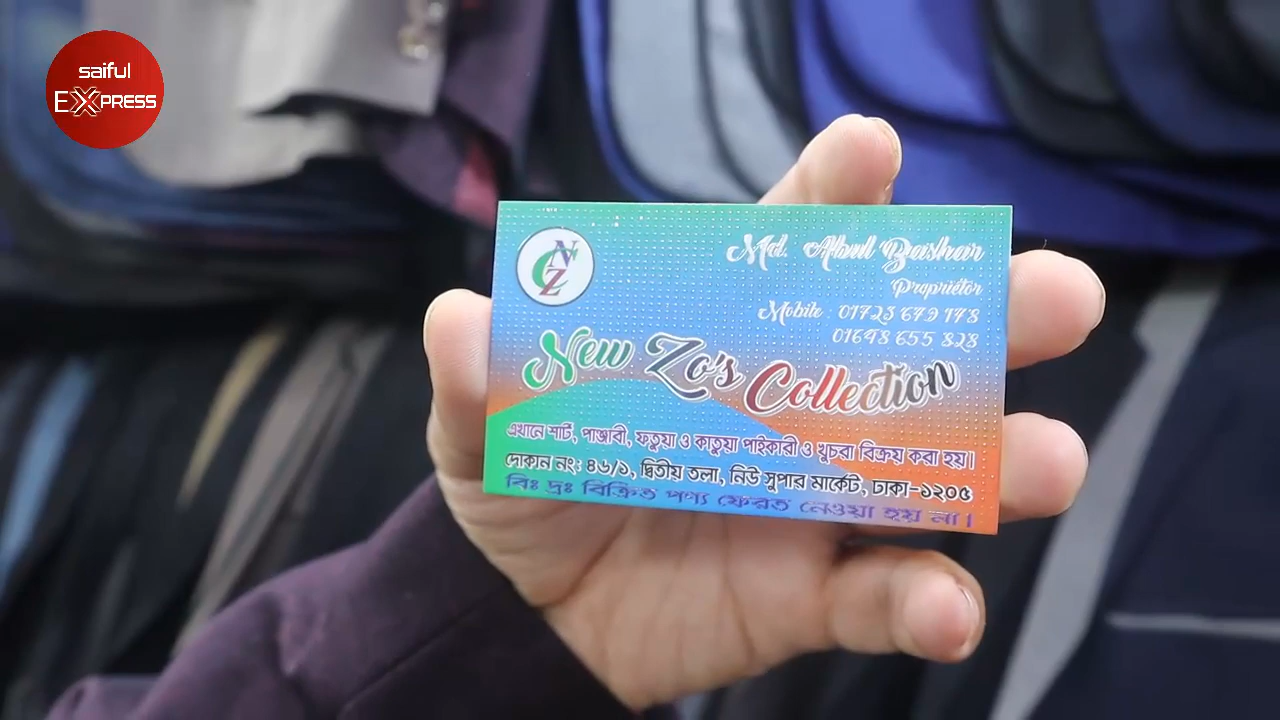 saiful
EXPRESS
NCZ
Md. Abul Bashar
Proprietor
Mobile 01723 679 178
01648 655 828
New Zo's Collection
এখানে শার্ট, পাঞ্জাবী, ফতুয়া ও কাতুয়া পাইকারী ও খুচরা বিক্রয় করা হয়।
দোকান নং: ৪৬/১, দ্বিতীয় তলা, নিউ সুপার মার্কেট, ঢাকা-১২০৫
বিঃ দ্রঃ বিক্রিত পণ্য ফেরত নেওয়া হয় না।